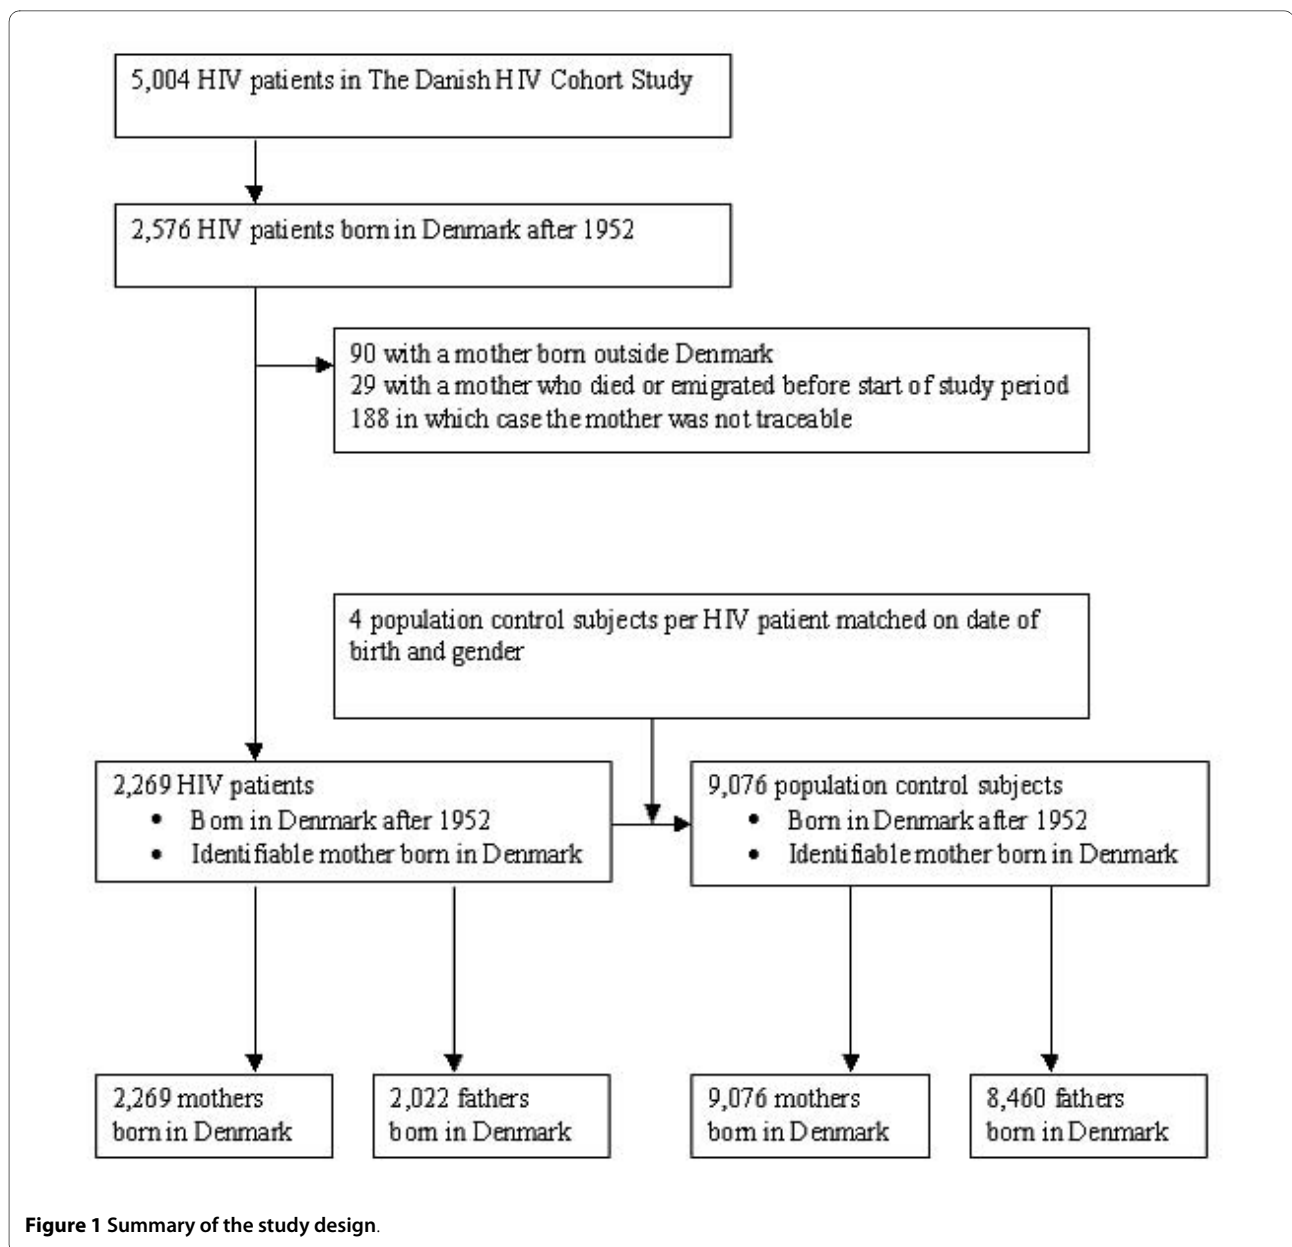 5,004 HIV patients in The Danish HIV Cohort Study
2,576 HIV patients born in Denmark after 1952
90 with a mother born outside Denmark
29 with a mother who died or emigrated before start of study period
188 in which case the mother was not traceable
4 population control subjects per HIV patient matched on date of
birth and gender
2,269 HIV patients
• Born in Denmark after 1952
• Identifiable mother born in Denmark
9,076 population control subjects
• Born in Denmark after 1952
• Identifiable mother born in Denmark
2,269 mothers
born in Denmark
2,022 fathers
born in Denmark
9,076 mothers
born in Denmark
8,460 fathers
born in Denmark
Figure 1 Summary of the study design.